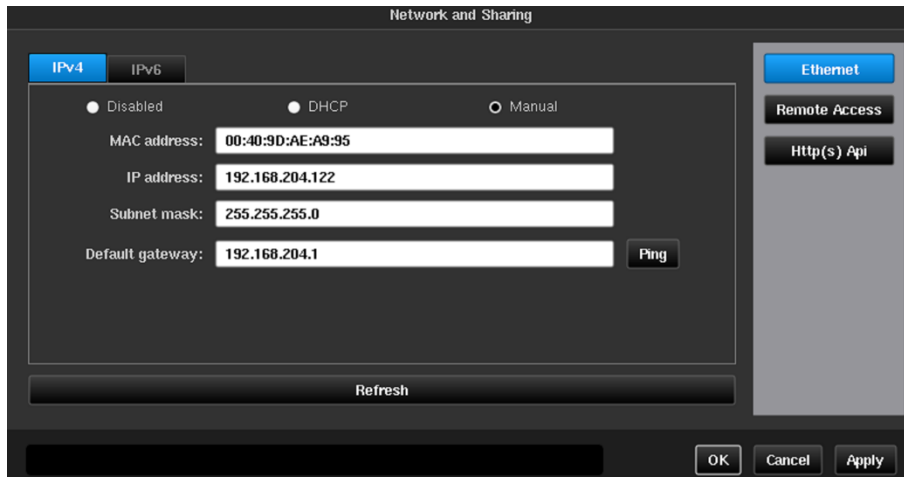 Network and Sharing
IPv4 IPv6
Disabled DHCP Manual
MAC address: 00:40:9D:AE:A9:95
IP address: 192.168.204.122
Subnet mask: 255.255.255.0
Default gateway: 192.168.204.1 Ping
Refresh
Ethernet
Remote Access
Http(s) Api
OK Cancel Apply